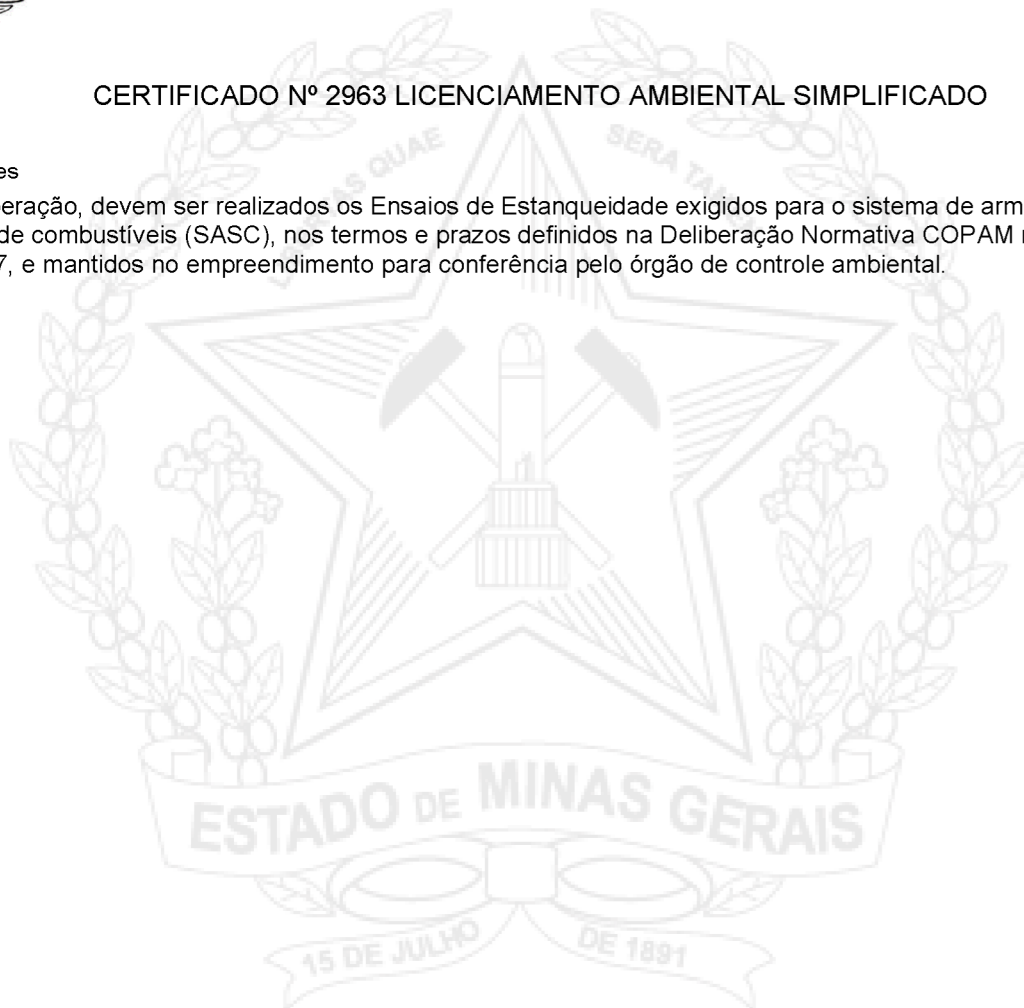 CERTIFICADO Nº 2963 LICENCIAMENTO AMBIENTAL SIMPLIFICADO
es
eração, devem ser realizados os Ensaios de Estanqueidade exigidos para o sistema de arm
de combustíveis (SASC), nos termos e prazos definidos na Deliberação Normativa COPAM
7, e mantidos no empreendimento para conferência pelo órgão de controle ambiental.
QUAE SERA
ESTADO DE MINAS GERAIS
15 DE JULHO DE 1891